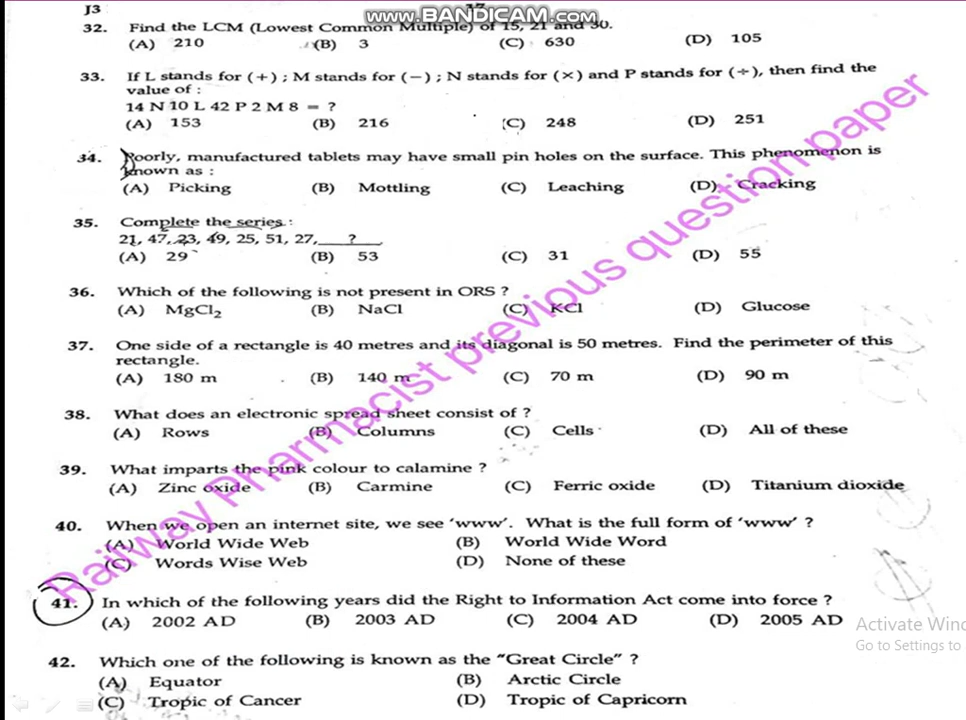 WWW.BANDICAM.COM
J3 17
32. Find the LCM (Lowest Common Multiple) of 15, 21 and 30.
(A) 210 (B) 3 (C) 630 (D) 105
33. If L stands for (+) ; M stands for (−) ; N stands for (×) and P stands for (÷), then find the
value of :
14 N 10 L 42 P 2 M 8 = ?
(A) 153 (B) 216 (C) 248 (D) 251
34. Poorly, manufactured tablets may have small pin holes on the surface. This phenomenon is
known as :
(A) Picking (B) Mottling (C) Leaching (D) Cracking
35. Complete the series :
21, 47, 23, 49, 25, 51, 27, ___?___.
(A) 29 (B) 53 (C) 31 (D) 55
36. Which of the following is not present in ORS ?
(A) MgCl₂ (B) NaCl (C) KCl (D) Glucose
37. One side of a rectangle is 40 metres and its diagonal is 50 metres. Find the perimeter of this
rectangle.
(A) 180 m (B) 140 m (C) 70 m (D) 90 m
38. What does an electronic spread sheet consist of ?
(A) Rows (B) Columns (C) Cells (D) All of these
39. What imparts the pink colour to calamine ?
(A) Zinc oxide (B) Carmine (C) Ferric oxide (D) Titanium dioxide
40. When we open an internet site, we see ‘www’. What is the full form of ‘www’ ?
(A) World Wide Web (B) World Wide Word
(C) Words Wise Web (D) None of these
41. In which of the following years did the Right to Information Act come into force ?
(A) 2002 AD (B) 2003 AD (C) 2004 AD (D) 2005 AD
42. Which one of the following is known as the “Great Circle” ?
(A) Equator (B) Arctic Circle
(C) Tropic of Cancer (D) Tropic of Capricorn
Railway Pharmacist previous question paper
Activate Wind
Go to Settings to